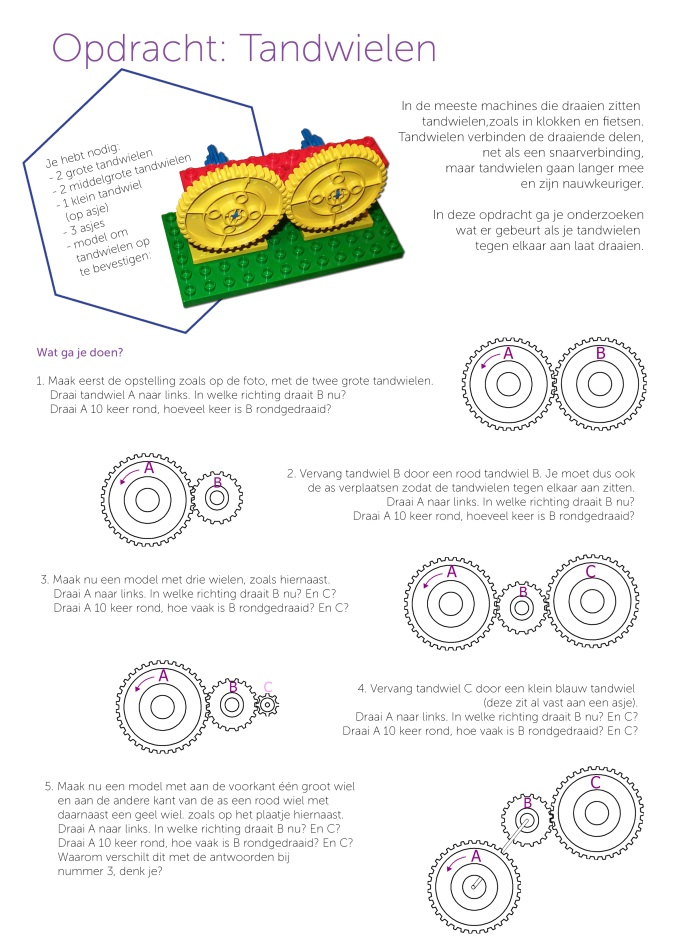 Opdracht: Tandwielen
Je hebt nodig:
- 2 grote tandwielen
- 2 middelgrote tandwielen
- 1 klein tandwiel
(op asje)
- 3 asjes
- model om
tandwielen op
te bevestigen:
In de meeste machines die draaien zitten
tandwielen,zoals in klokken en fietsen.
Tandwielen verbinden de draaiende delen,
net als een snaarverbinding,
maar tandwielen gaan langer mee
en zijn nauwkeuriger.
In deze opdracht ga je onderzoeken
wat er gebeurt als je tandwielen
tegen elkaar aan laat draaien.
Wat ga je doen?
1. Maak eerst de opstelling zoals op de foto, met de twee grote tandwielen.
Draai tandwiel A naar links. In welke richting draait B nu?
Draai A 10 keer rond, hoeveel keer is B rondgedraaid?
A
B
A
B
2. Vervang tandwiel B door een rood tandwiel B. Je moet dus ook
de as verplaatsen zodat de tandwielen tegen elkaar aan zitten.
Draai A naar links. In welke richting draait B nu?
Draai A 10 keer rond, hoeveel keer is B rondgedraaid?
3. Maak nu een model met drie wielen, zoals hiernaast.
Draai A naar links. In welke richting draait B nu? En C?
Draai A 10 keer rond, hoe vaak is B rondgedraaid? En C?
A
B
C
A
B
C
4. Vervang tandwiel C door een klein blauw tandwiel
(deze zit al vast aan een asje).
Draai A naar links. In welke richting draait B nu? En C?
Draai A 10 keer rond, hoe vaak is B rondgedraaid? En C?
5. Maak nu een model met aan de voorkant één groot wiel
en aan de andere kant van de as een rood wiel met
daarnaast een geel wiel. zoals op het plaatje hiernaast.
Draai A naar links. In welke richting draait B nu? En C?
Draai A 10 keer rond, hoe vaak is B rondgedraaid? En C?
Waarom verschilt dit met de antwoorden bij
nummer 3, denk je?
C
B
A